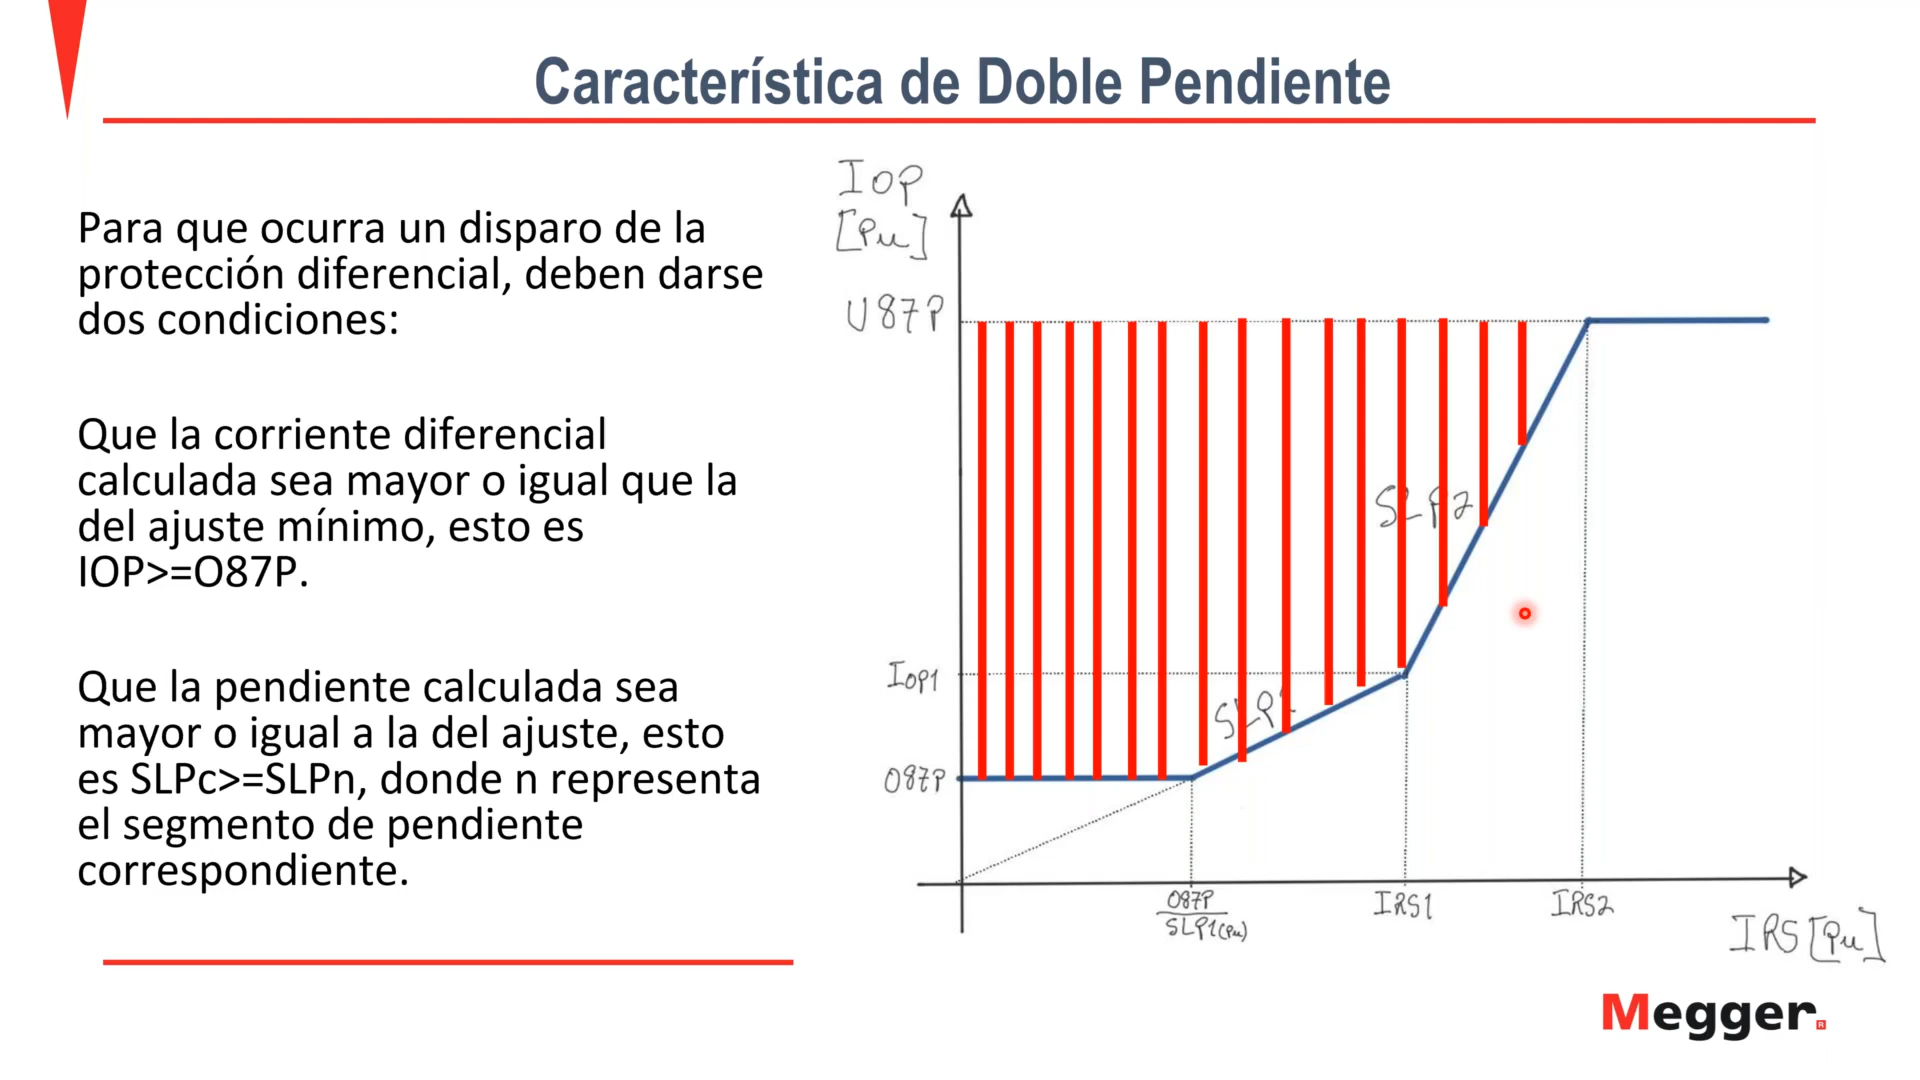 Característica de Doble Pendiente
Para que ocurra un disparo de la
protección diferencial, deben darse
dos condiciones:
Que la corriente diferencial
calculada sea mayor o igual que la
del ajuste mínimo, esto es
IOP>=O87P.
Que la pendiente calculada sea
mayor o igual a la del ajuste, esto
es SLPc>=SLPn, donde n representa
el segmento de pendiente
correspondiente.
IOP
[Pu]
U87P
SLP2
IOP1
SLP1
O87P
O87P
SLP1(Pu)
IRS1
IRS2
IRS [Pu]
Megger.